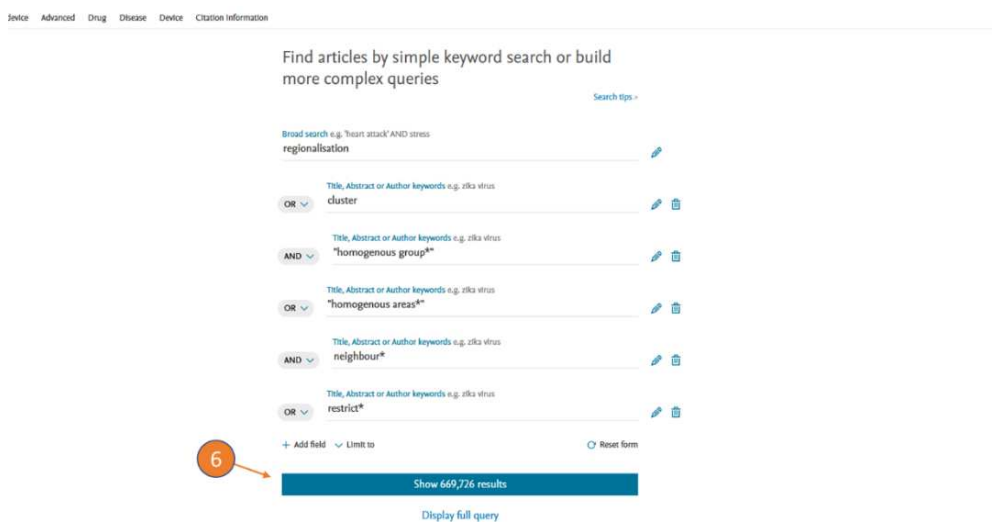 device Advanced Drug Disease Device Citation Information
Find articles by simple keyword search or build
more complex queries
Search tips >
Broad search e.g. 'heart attack' AND stress
regionalisation
Title, Abstract or Author keywords e.g. zika virus
OR cluster
Title, Abstract or Author keywords e.g. zika virus
AND "homogenous group*"
Title, Abstract or Author keywords e.g. zika virus
OR "homogenous areas*"
Title, Abstract or Author keywords e.g. zika virus
AND neighbour*
Title, Abstract or Author keywords e.g. zika virus
OR restrict*
+ Add field Limit to Reset form
6
Show 669,726 results
Display full query